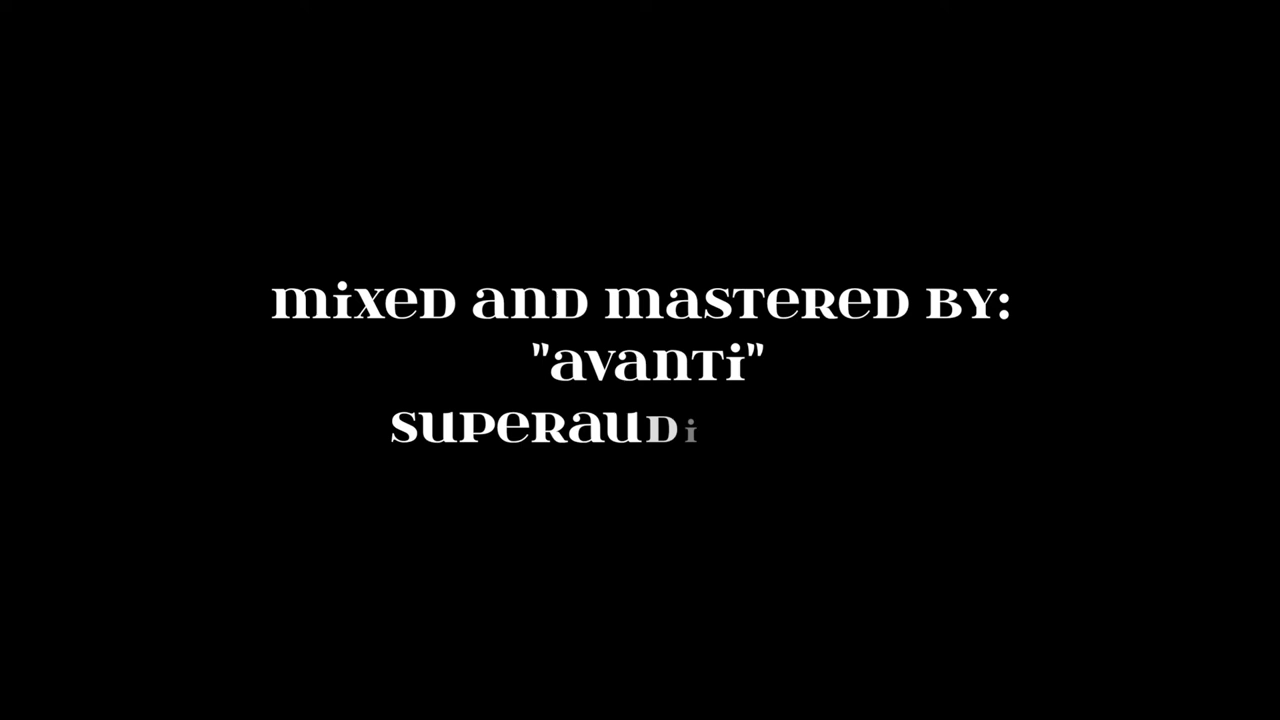 mixed and mastered by:
"avanti"
superaudi